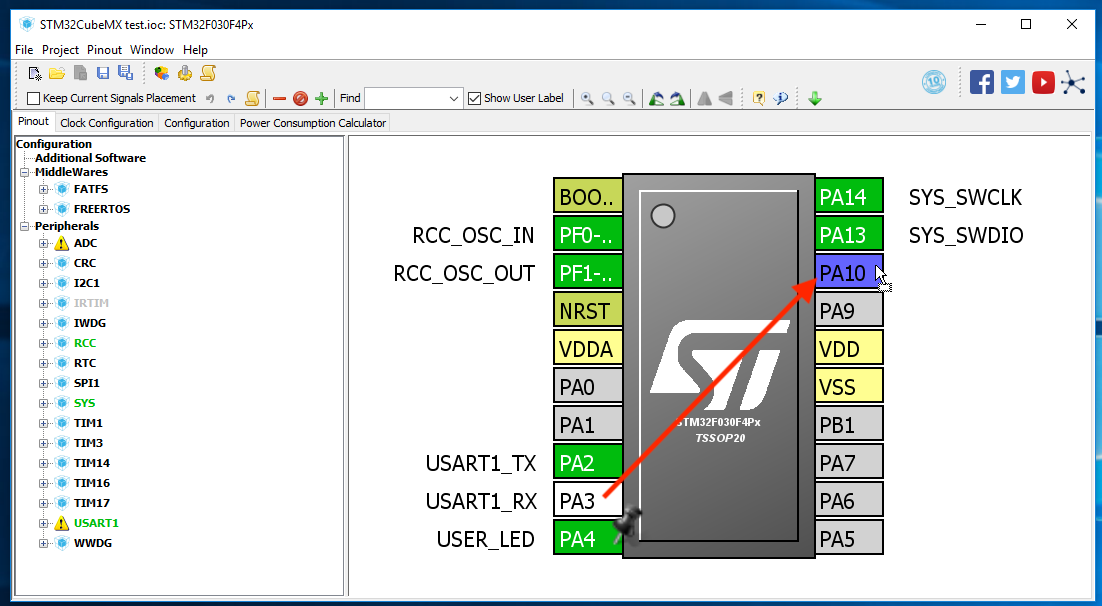 STM32CubeMX test.ioc: STM32F030F4Px
File Project Pinout Window Help
Keep Current Signals Placement Find Show User Label
Pinout Clock Configuration Configuration Power Consumption Calculator
Configuration
Additional Software
MiddleWares
FATFS
FREERTOS
Peripherals
ADC
CRC
I2C1
IRTIM
IWDG
RCC
RTC
SPI1
SYS
TIM1
TIM3
TIM14
TIM16
TIM17
USART1
WWDG
BOO.. PA14 SYS_SWCLK
RCC_OSC_IN PF0-.. PA13 SYS_SWDIO
RCC_OSC_OUT PF1-.. PA10
NRST PA9
VDDA VDD
PA0 VSS
PA1 STM32F030F4Px PB1
TSSOP20
USART1_TX PA2 PA7
USART1_RX PA3 PA6
USER_LED PA4 PA5